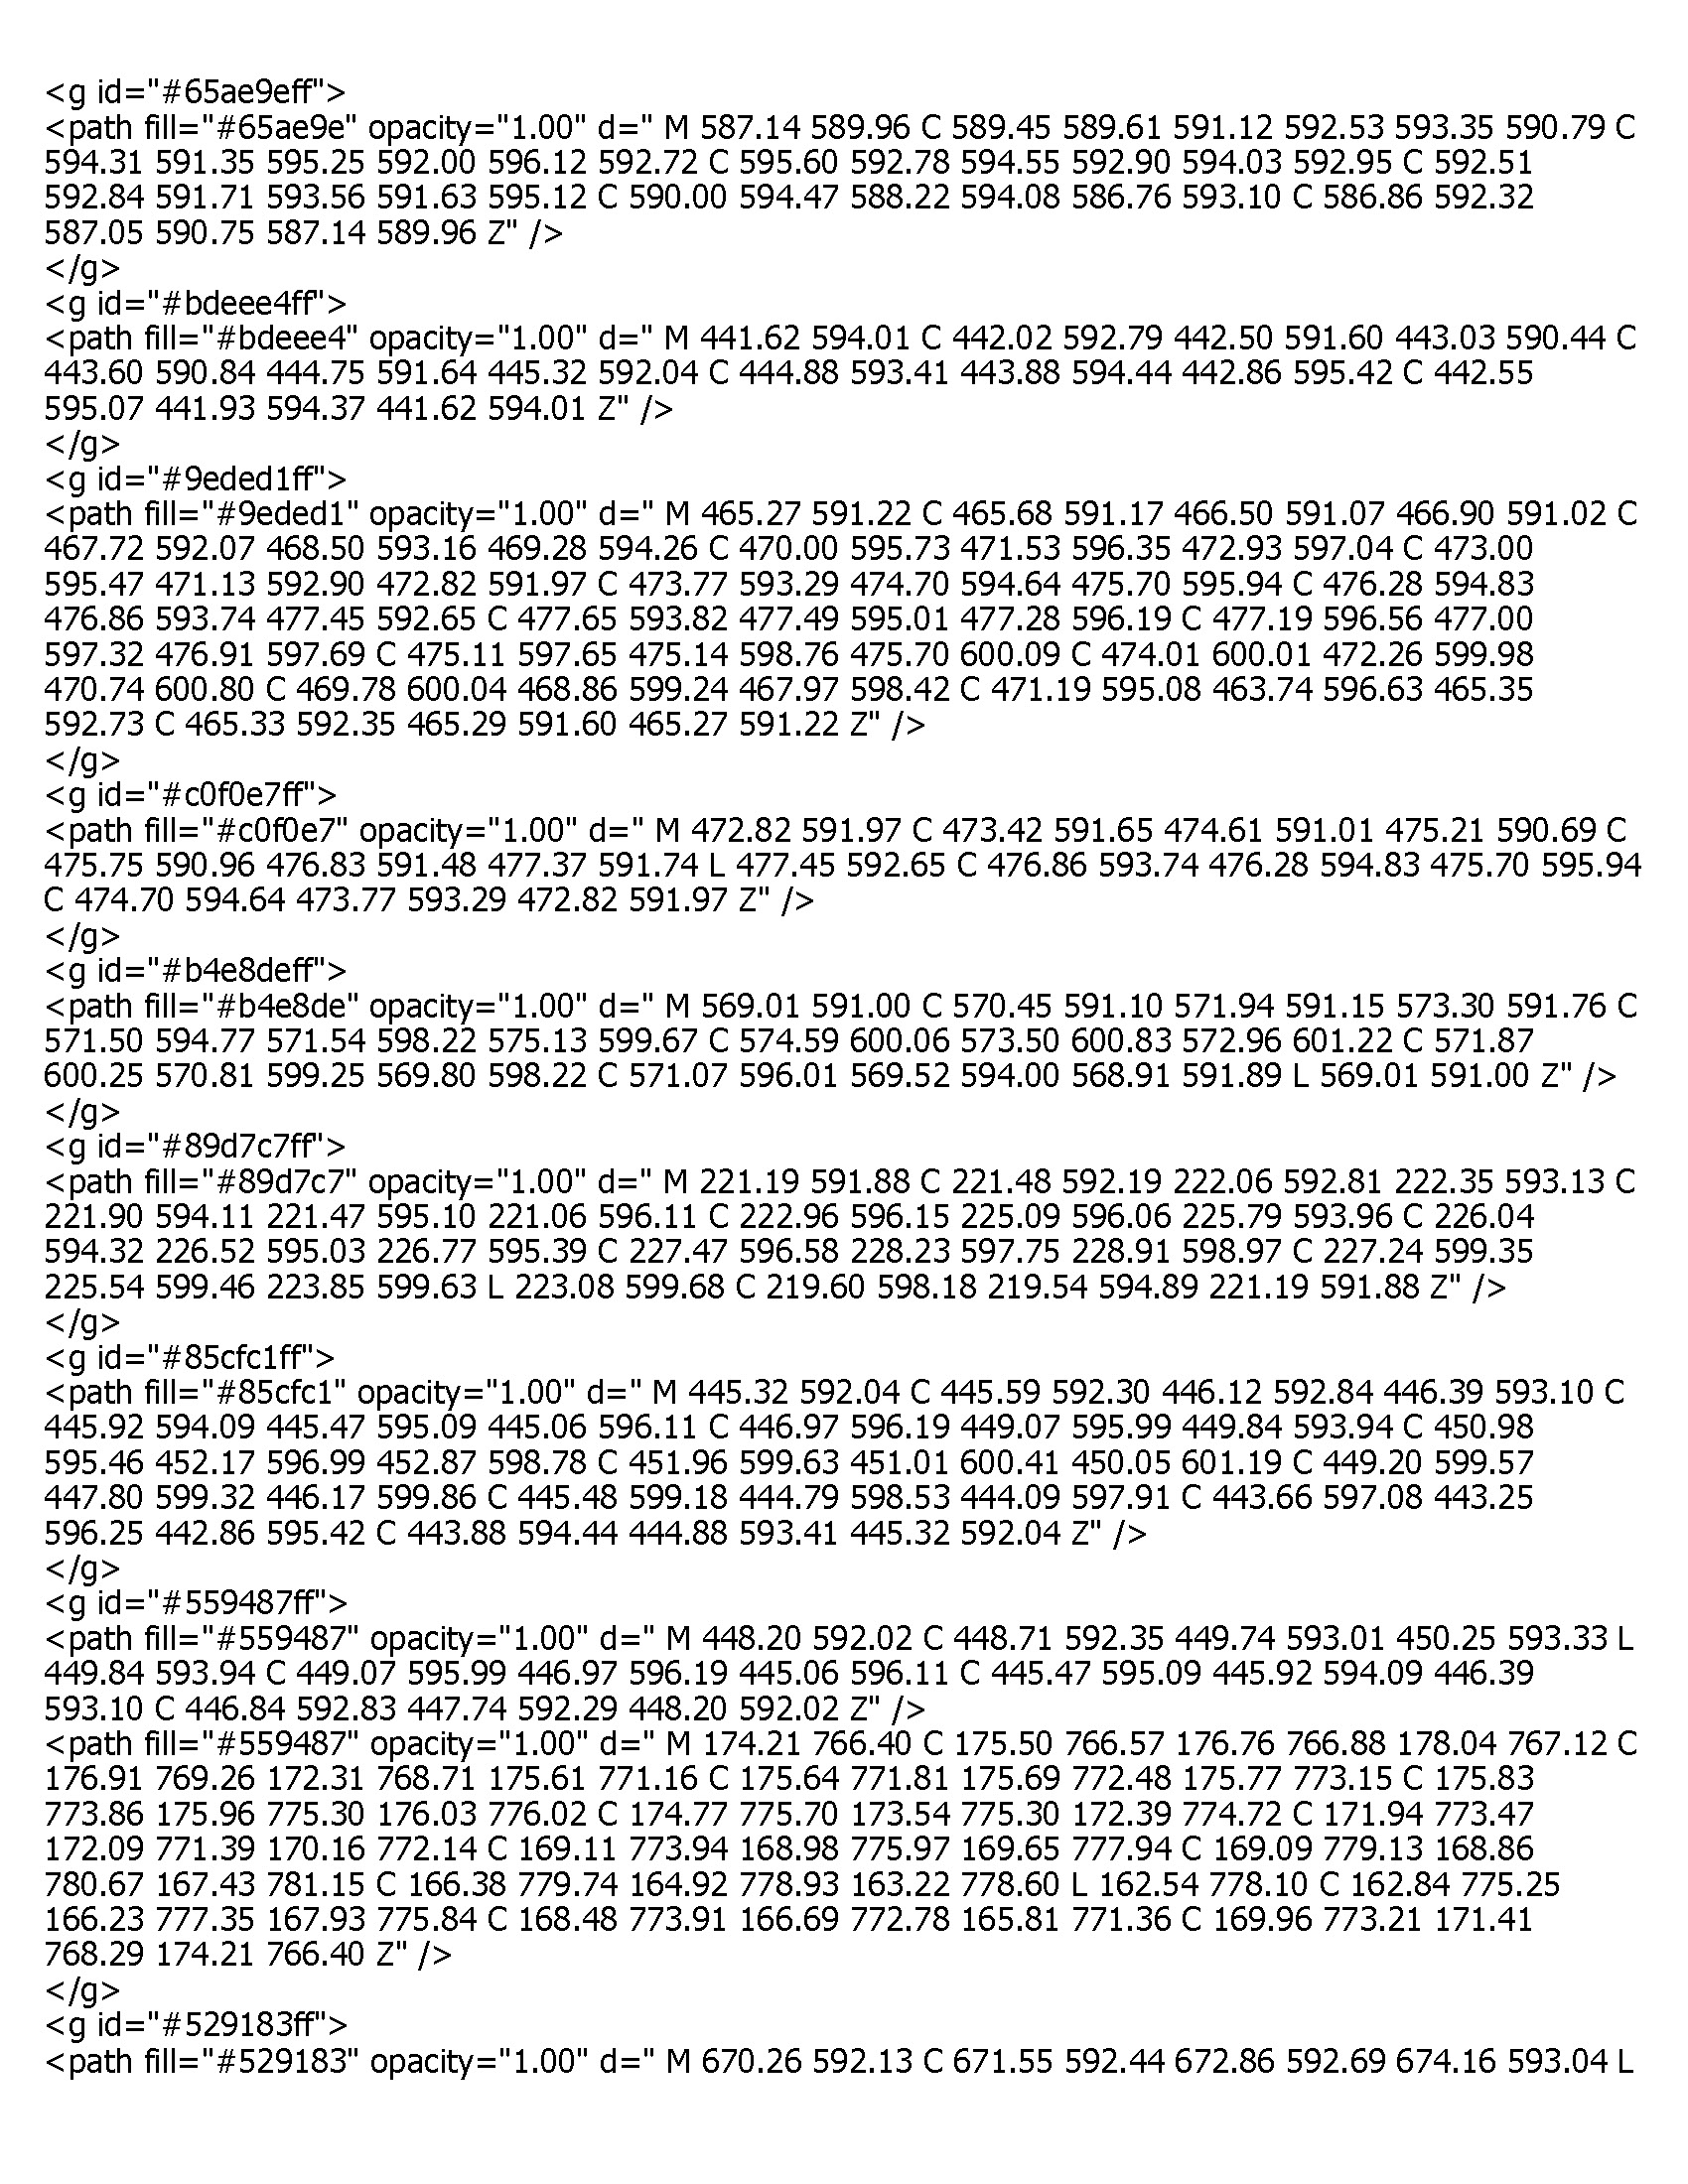 <g id="#65ae9eff">
<path fill="#65ae9e" opacity="1.00" d=" M 587.14 589.96 C 589.45 589.61 591.12 592.53 593.35 590.79 C
594.31 591.35 595.25 592.00 596.12 592.72 C 595.60 592.78 594.55 592.90 594.03 592.95 C 592.51
592.84 591.71 593.56 591.63 595.12 C 590.00 594.47 588.22 594.08 586.76 593.10 C 586.86 592.32
587.05 590.75 587.14 589.96 Z" />
</g>
<g id="#bdeee4ff">
<path fill="#bdeee4" opacity="1.00" d=" M 441.62 594.01 C 442.02 592.79 442.50 591.60 443.03 590.44 C
443.60 590.84 444.75 591.64 445.32 592.04 C 444.88 593.41 443.88 594.44 442.86 595.42 C 442.55
595.07 441.93 594.37 441.62 594.01 Z" />
</g>
<g id="#9eded1ff">
<path fill="#9eded1" opacity="1.00" d=" M 465.27 591.22 C 465.68 591.17 466.50 591.07 466.90 591.02 C
467.72 592.07 468.50 593.16 469.28 594.26 C 470.00 595.73 471.53 596.35 472.93 597.04 C 473.00
595.47 471.13 592.90 472.82 591.97 C 473.77 593.29 474.70 594.64 475.70 595.94 C 476.28 594.83
476.86 593.74 477.45 592.65 C 477.65 593.82 477.49 595.01 477.28 596.19 C 477.19 596.56 477.00
597.32 476.91 597.69 C 475.11 597.65 475.14 598.76 475.70 600.09 C 474.01 600.01 472.26 599.98
470.74 600.80 C 469.78 600.04 468.86 599.24 467.97 598.42 C 471.19 595.08 463.74 596.63 465.35
592.73 C 465.33 592.35 465.29 591.60 465.27 591.22 Z" />
</g>
<g id="#c0f0e7ff">
<path fill="#c0f0e7" opacity="1.00" d=" M 472.82 591.97 C 473.42 591.65 474.61 591.01 475.21 590.69 C
475.75 590.96 476.83 591.48 477.37 591.74 L 477.45 592.65 C 476.86 593.74 476.28 594.83 475.70 595.94
C 474.70 594.64 473.77 593.29 472.82 591.97 Z" />
</g>
<g id="#b4e8deff">
<path fill="#b4e8de" opacity="1.00" d=" M 569.01 591.00 C 570.45 591.10 571.94 591.15 573.30 591.76 C
571.50 594.77 571.54 598.22 575.13 599.67 C 574.59 600.06 573.50 600.83 572.96 601.22 C 571.87
600.25 570.81 599.25 569.80 598.22 C 571.07 596.01 569.52 594.00 568.91 591.89 L 569.01 591.00 Z" />
</g>
<g id="#89d7c7ff">
<path fill="#89d7c7" opacity="1.00" d=" M 221.19 591.88 C 221.48 592.19 222.06 592.81 222.35 593.13 C
221.90 594.11 221.47 595.10 221.06 596.11 C 222.96 596.15 225.09 596.06 225.79 593.96 C 226.04
594.32 226.52 595.03 226.77 595.39 C 227.47 596.58 228.23 597.75 228.91 598.97 C 227.24 599.35
225.54 599.46 223.85 599.63 L 223.08 599.68 C 219.60 598.18 219.54 594.89 221.19 591.88 Z" />
</g>
<g id="#85cfc1ff">
<path fill="#85cfc1" opacity="1.00" d=" M 445.32 592.04 C 445.59 592.30 446.12 592.84 446.39 593.10 C
445.92 594.09 445.47 595.09 445.06 596.11 C 446.97 596.19 449.07 595.99 449.84 593.94 C 450.98
595.46 452.17 596.99 452.87 598.78 C 451.96 599.63 451.01 600.41 450.05 601.19 C 449.20 599.57
447.80 599.32 446.17 599.86 C 445.48 599.18 444.79 598.53 444.09 597.91 C 443.66 597.08 443.25
596.25 442.86 595.42 C 443.88 594.44 444.88 593.41 445.32 592.04 Z" />
</g>
<g id="#559487ff">
<path fill="#559487" opacity="1.00" d=" M 448.20 592.02 C 448.71 592.35 449.74 593.01 450.25 593.33 L
449.84 593.94 C 449.07 595.99 446.97 596.19 445.06 596.11 C 445.47 595.09 445.92 594.09 446.39
593.10 C 446.84 592.83 447.74 592.29 448.20 592.02 Z" />
<path fill="#559487" opacity="1.00" d=" M 174.21 766.40 C 175.50 766.57 176.76 766.88 178.04 767.12 C
176.91 769.26 172.31 768.71 175.61 771.16 C 175.64 771.81 175.69 772.48 175.77 773.15 C 175.83
773.86 175.96 775.30 176.03 776.02 C 174.77 775.70 173.54 775.30 172.39 774.72 C 171.94 773.47
172.09 771.39 170.16 772.14 C 169.11 773.94 168.98 775.97 169.65 777.94 C 169.09 779.13 168.86
780.67 167.43 781.15 C 166.38 779.74 164.92 778.93 163.22 778.60 L 162.54 778.10 C 162.84 775.25
166.23 777.35 167.93 775.84 C 168.48 773.91 166.69 772.78 165.81 771.36 C 169.96 773.21 171.41
768.29 174.21 766.40 Z" />
</g>
<g id="#529183ff">
<path fill="#529183" opacity="1.00" d=" M 670.26 592.13 C 671.55 592.44 672.86 592.69 674.16 593.04 L